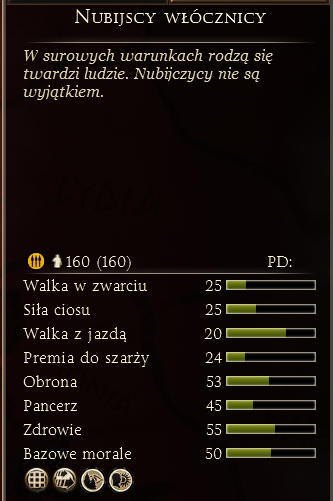 Nubijscy włócznicy
W surowych warunkach rodzą się
twardzi ludzie. Nubijczycy nie są
wyjątkiem.
160 (160) PD:
Walka w zwarciu 25
Siła ciosu 25
Walka z jazdą 20
Premia do szarży 24
Obrona 53
Pancerz 45
Zdrowie 55
Bazowe morale 50